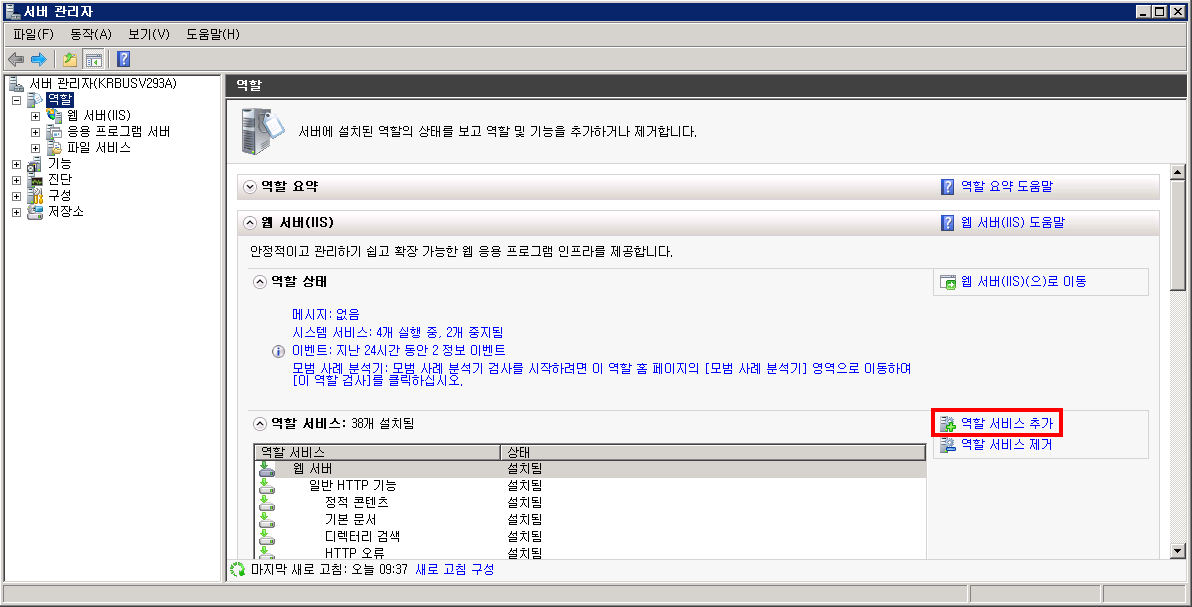 서버 관리자
파일(F) 동작(A) 보기(V) 도움말(H)
서버 관리자(KRBUSV293A)
역할
웹 서버(IIS)
응용 프로그램 서버
파일 서비스
기능
진단
구성
저장소
역할
서버에 설치된 역할의 상태를 보고 역할 및 기능을 추가하거나 제거합니다.
역할 요약
역할 요약 도움말
웹 서버(IIS)
웹 서버(IIS) 도움말
안정적이고 관리하기 쉽고 확장 가능한 웹 응용 프로그램 인프라를 제공합니다.
역할 상태
웹 서버(IIS)(으)로 이동
메시지: 없음
시스템 서비스: 4개 실행 중, 2개 중지됨
이벤트: 지난 24시간 동안 2 정보 이벤트
모범 사례 분석기: 모범 사례 분석기 검사를 시작하려면 이 역할 홈 페이지의 [모범 사례 분석기] 영역으로 이동하여
[이 역할 검사]를 클릭하십시오.
역할 서비스: 38개 설치됨
역할 서비스 추가
역할 서비스 제거
역할 서비스 상태
웹 서버 설치됨
일반 HTTP 기능 설치됨
정적 콘텐츠 설치됨
기본 문서 설치됨
디렉터리 검색 설치됨
HTTP 오류 설치됨
마지막 새로 고침: 오늘 09:37 새로 고침 구성